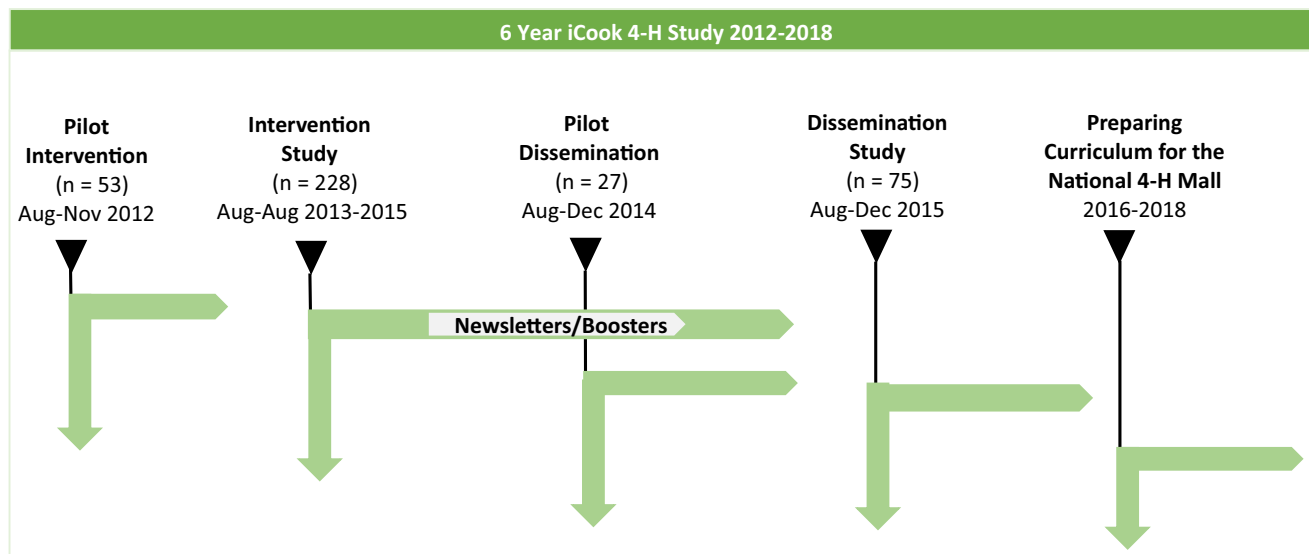 6 Year iCook 4-H Study 2012-2018
Pilot
Intervention
(n = 53)
Aug-Nov 2012
Intervention
Study
(n = 228)
Aug-Aug 2013-2015
Pilot
Dissemination
(n = 27)
Aug-Dec 2014
Dissemination
Study
(n = 75)
Aug-Dec 2015
Preparing
Curriculum for the
National 4-H Mall
2016-2018
Newsletters/Boosters